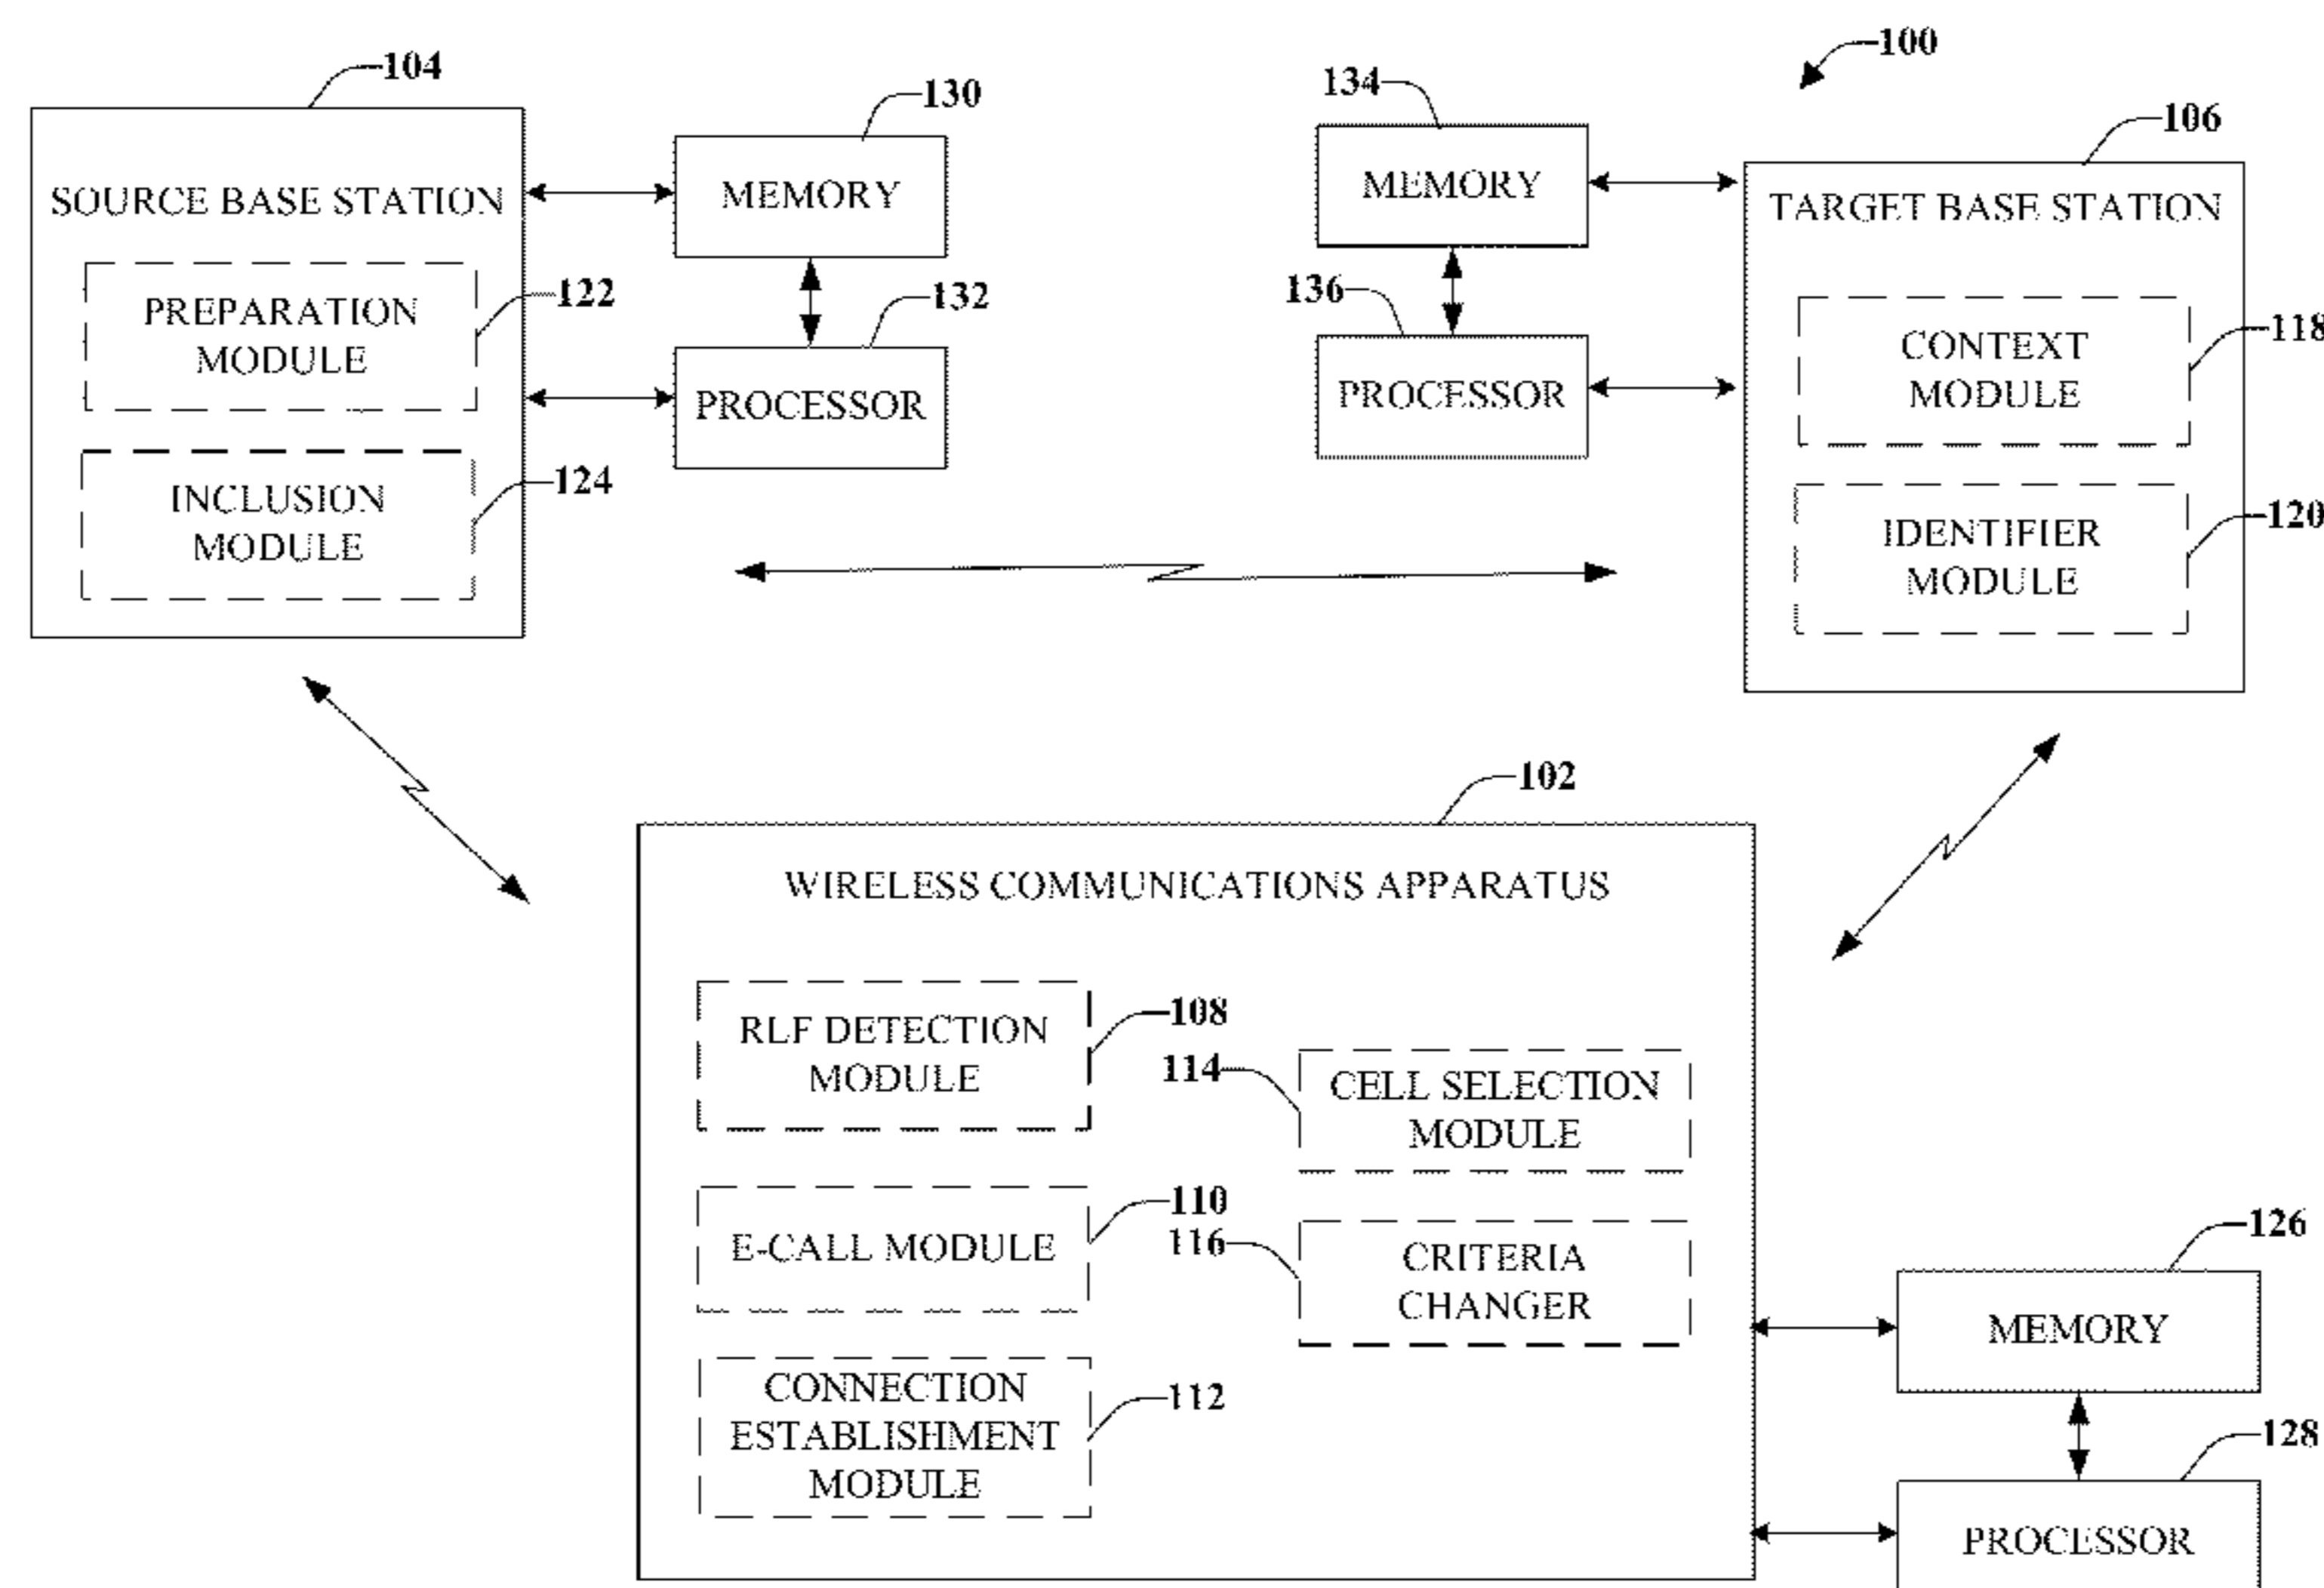 100
104
130
134
106
SOURCE BASE STATION
MEMORY
MEMORY
TARGET BASE STATION
PREPARATION
MODULE
122
132
136
CONTEXT
MODULE
118
PROCESSOR
PROCESSOR
INCLUSION
MODULE
124
IDENTIFIER
MODULE
120
102
WIRELESS COMMUNICATIONS APPARATUS
RLF DETECTION
MODULE
108
114
CELL SELECTION
MODULE
E-CALL MODULE
110
116
CRITERIA
CHANGER
126
MEMORY
CONNECTION
ESTABLISHMENT
MODULE
112
128
PROCESSOR